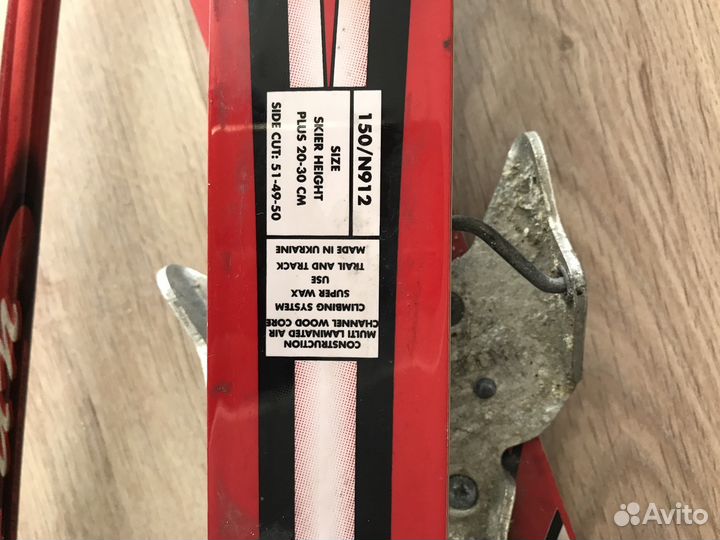 150/N912
SIZE
SKIER HEIGHT
PLUS 20-30 CM
SIDE CUT: 51-49-50
CONSTRUCTION
MULTI LAMINATED AIR
CHANNEL WOOD CORE
CLIMBING SYSTEM
SUPER WAX
USE
TRAIL AND TRACK
MADE IN UKRAINE
Avito